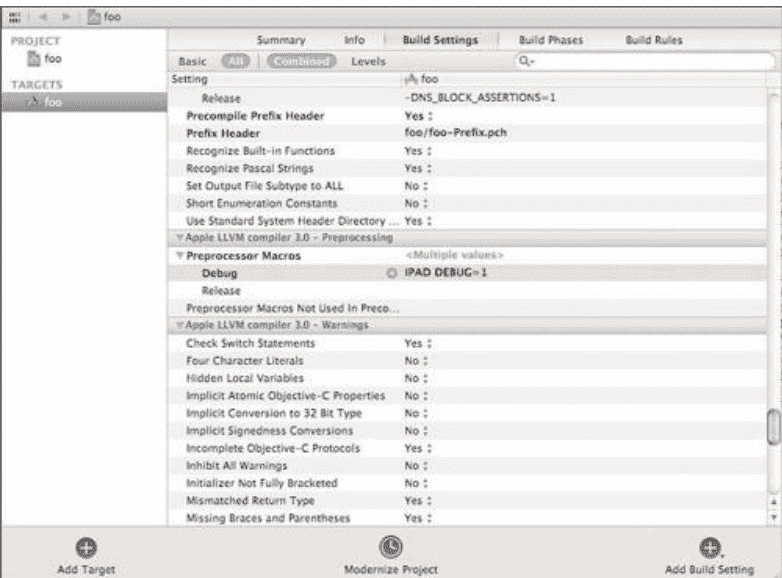 foo
PROJECT
foo
TARGETS
foo
Summary Info Build Settings Build Phases Build Rules
Basic All Combined Levels
Setting foo
Release -DNS_BLOCK_ASSERTIONS=1
Precompile Prefix Header Yes
Prefix Header foo/foo-Prefix.pch
Recognize Built-in Functions Yes
Recognize Pascal Strings Yes
Set Output File Subtype to ALL No
Short Enumeration Constants No
Use Standard System Header Directory ... Yes
Apple LLVM compiler 3.0 - Preprocessing
Preprocessor Macros <Multiple values>
Debug IPAD DEBUG=1
Release
Preprocessor Macros Not Used In Preco...
Apple LLVM compiler 3.0 - Warnings
Check Switch Statements Yes
Four Character Literals No
Hidden Local Variables No
Implicit Atomic Objective-C Properties No
Implicit Conversion to 32 Bit Type No
Implicit Signedness Conversions No
Incomplete Objective-C Protocols Yes
Inhibit All Warnings No
Initializer Not Fully Bracketed No
Mismatched Return Type Yes
Missing Braces and Parentheses Yes
Add Target Modernize Project Add Build Setting